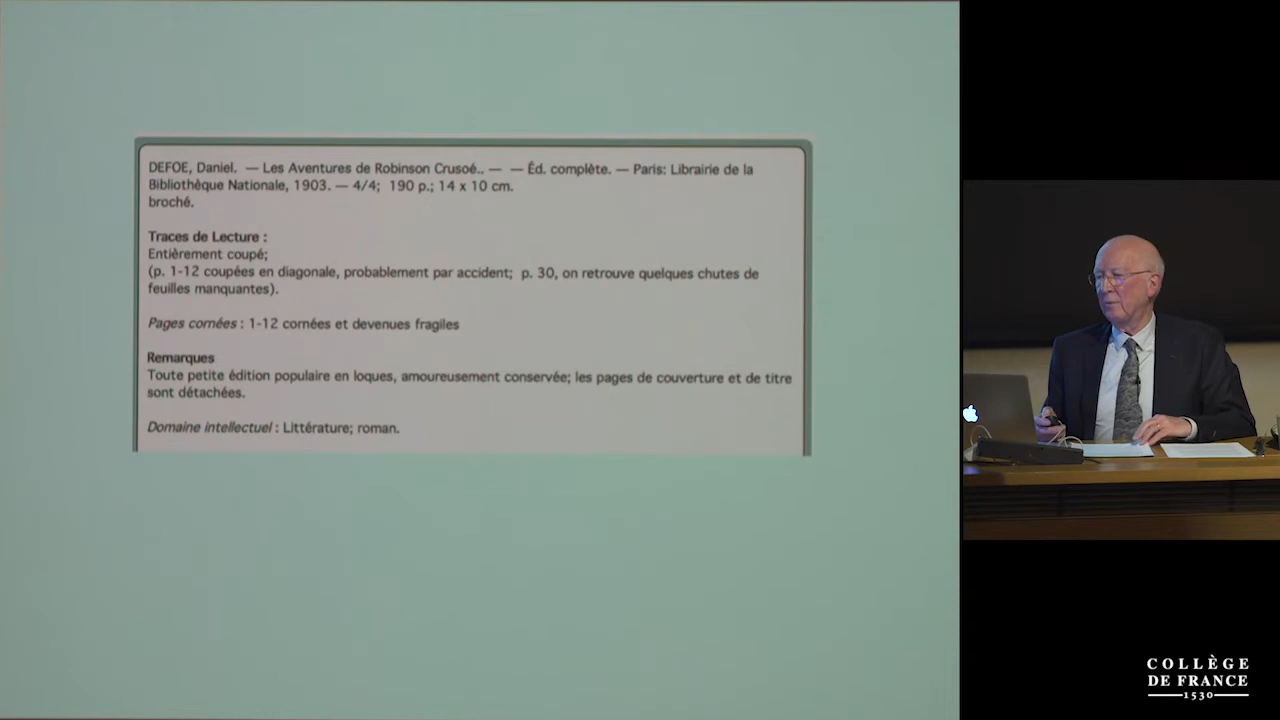 DEFOE, Daniel. — Les Aventures de Robinson Crusoé.. — — Éd. complète. — Paris: Librairie de la
Bibliothèque Nationale, 1903. — 4/4; 190 p.; 14 x 10 cm.
broché.
Traces de Lecture :
Entièrement coupé;
(p. 1-12 coupées en diagonale, probablement par accident; p. 30, on retrouve quelques chutes de
feuilles manquantes).
Pages cornées : 1-12 cornées et devenues fragiles
Remarques
Toute petite édition populaire en loques, amoureusement conservée; les pages de couverture et de titre
sont détachées.
Domaine intellectuel : Littérature; roman.
COLLÈGE
DE FRANCE
1530